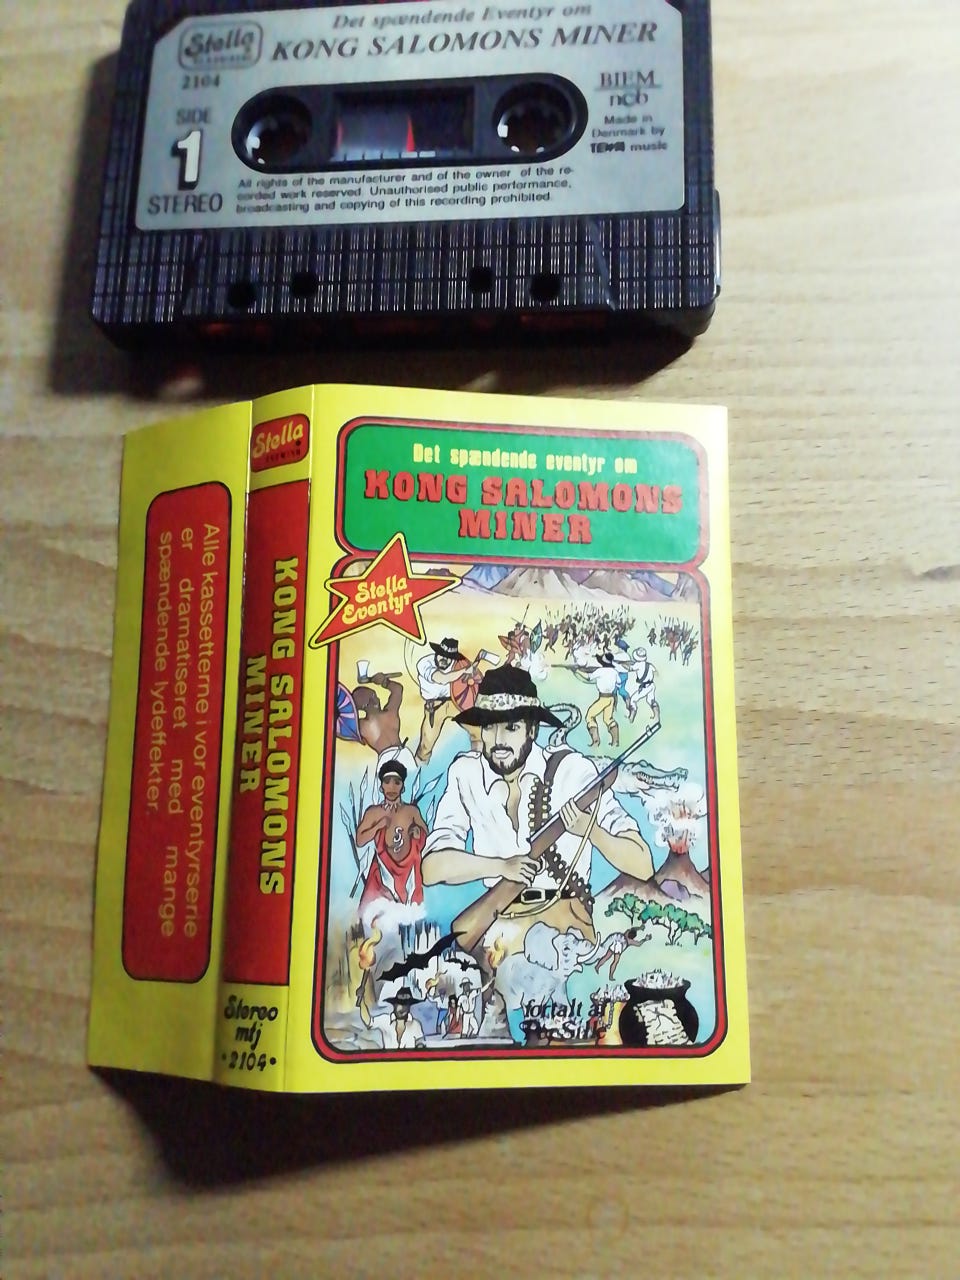 Det spændende Eventyr om
KONG SALOMONS MINER
Stella
2104
SIDE
1
STEREO
BIEM
ncb
Made in
Denmark by
music
All rights of the manufacturer and of the owner of the re-
corded work reserved. Unauthorised public performance,
broadcasting and copying of this recording prohibited.
Alle kassetterne i vor eventyrserie
er dramatiseret med mange
spændende lydeffekter.
Stella
KONG SALOMONS
MINER
Stereo
mtj
•2104•
Det spændende eventyr om
KONG SALOMONS
MINER
Stella
Eventyr
fortalt af
Per